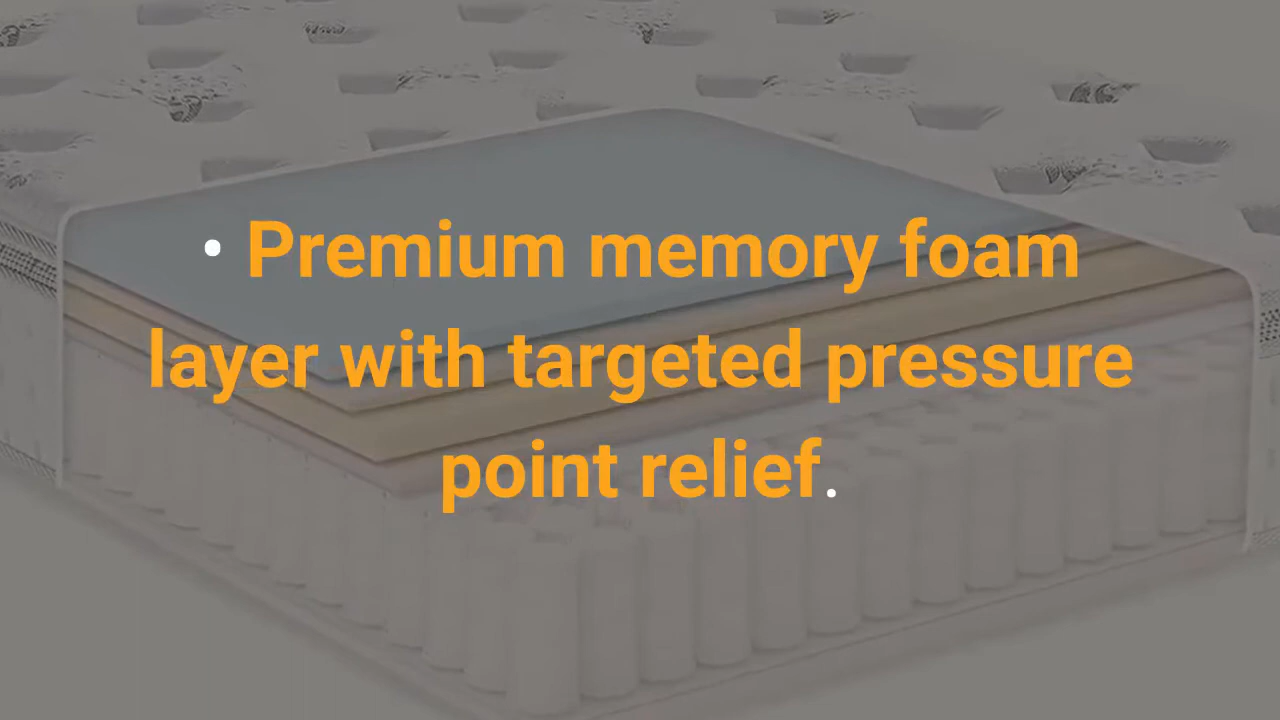 • Premium memory foam
layer with targeted pressure
point relief.